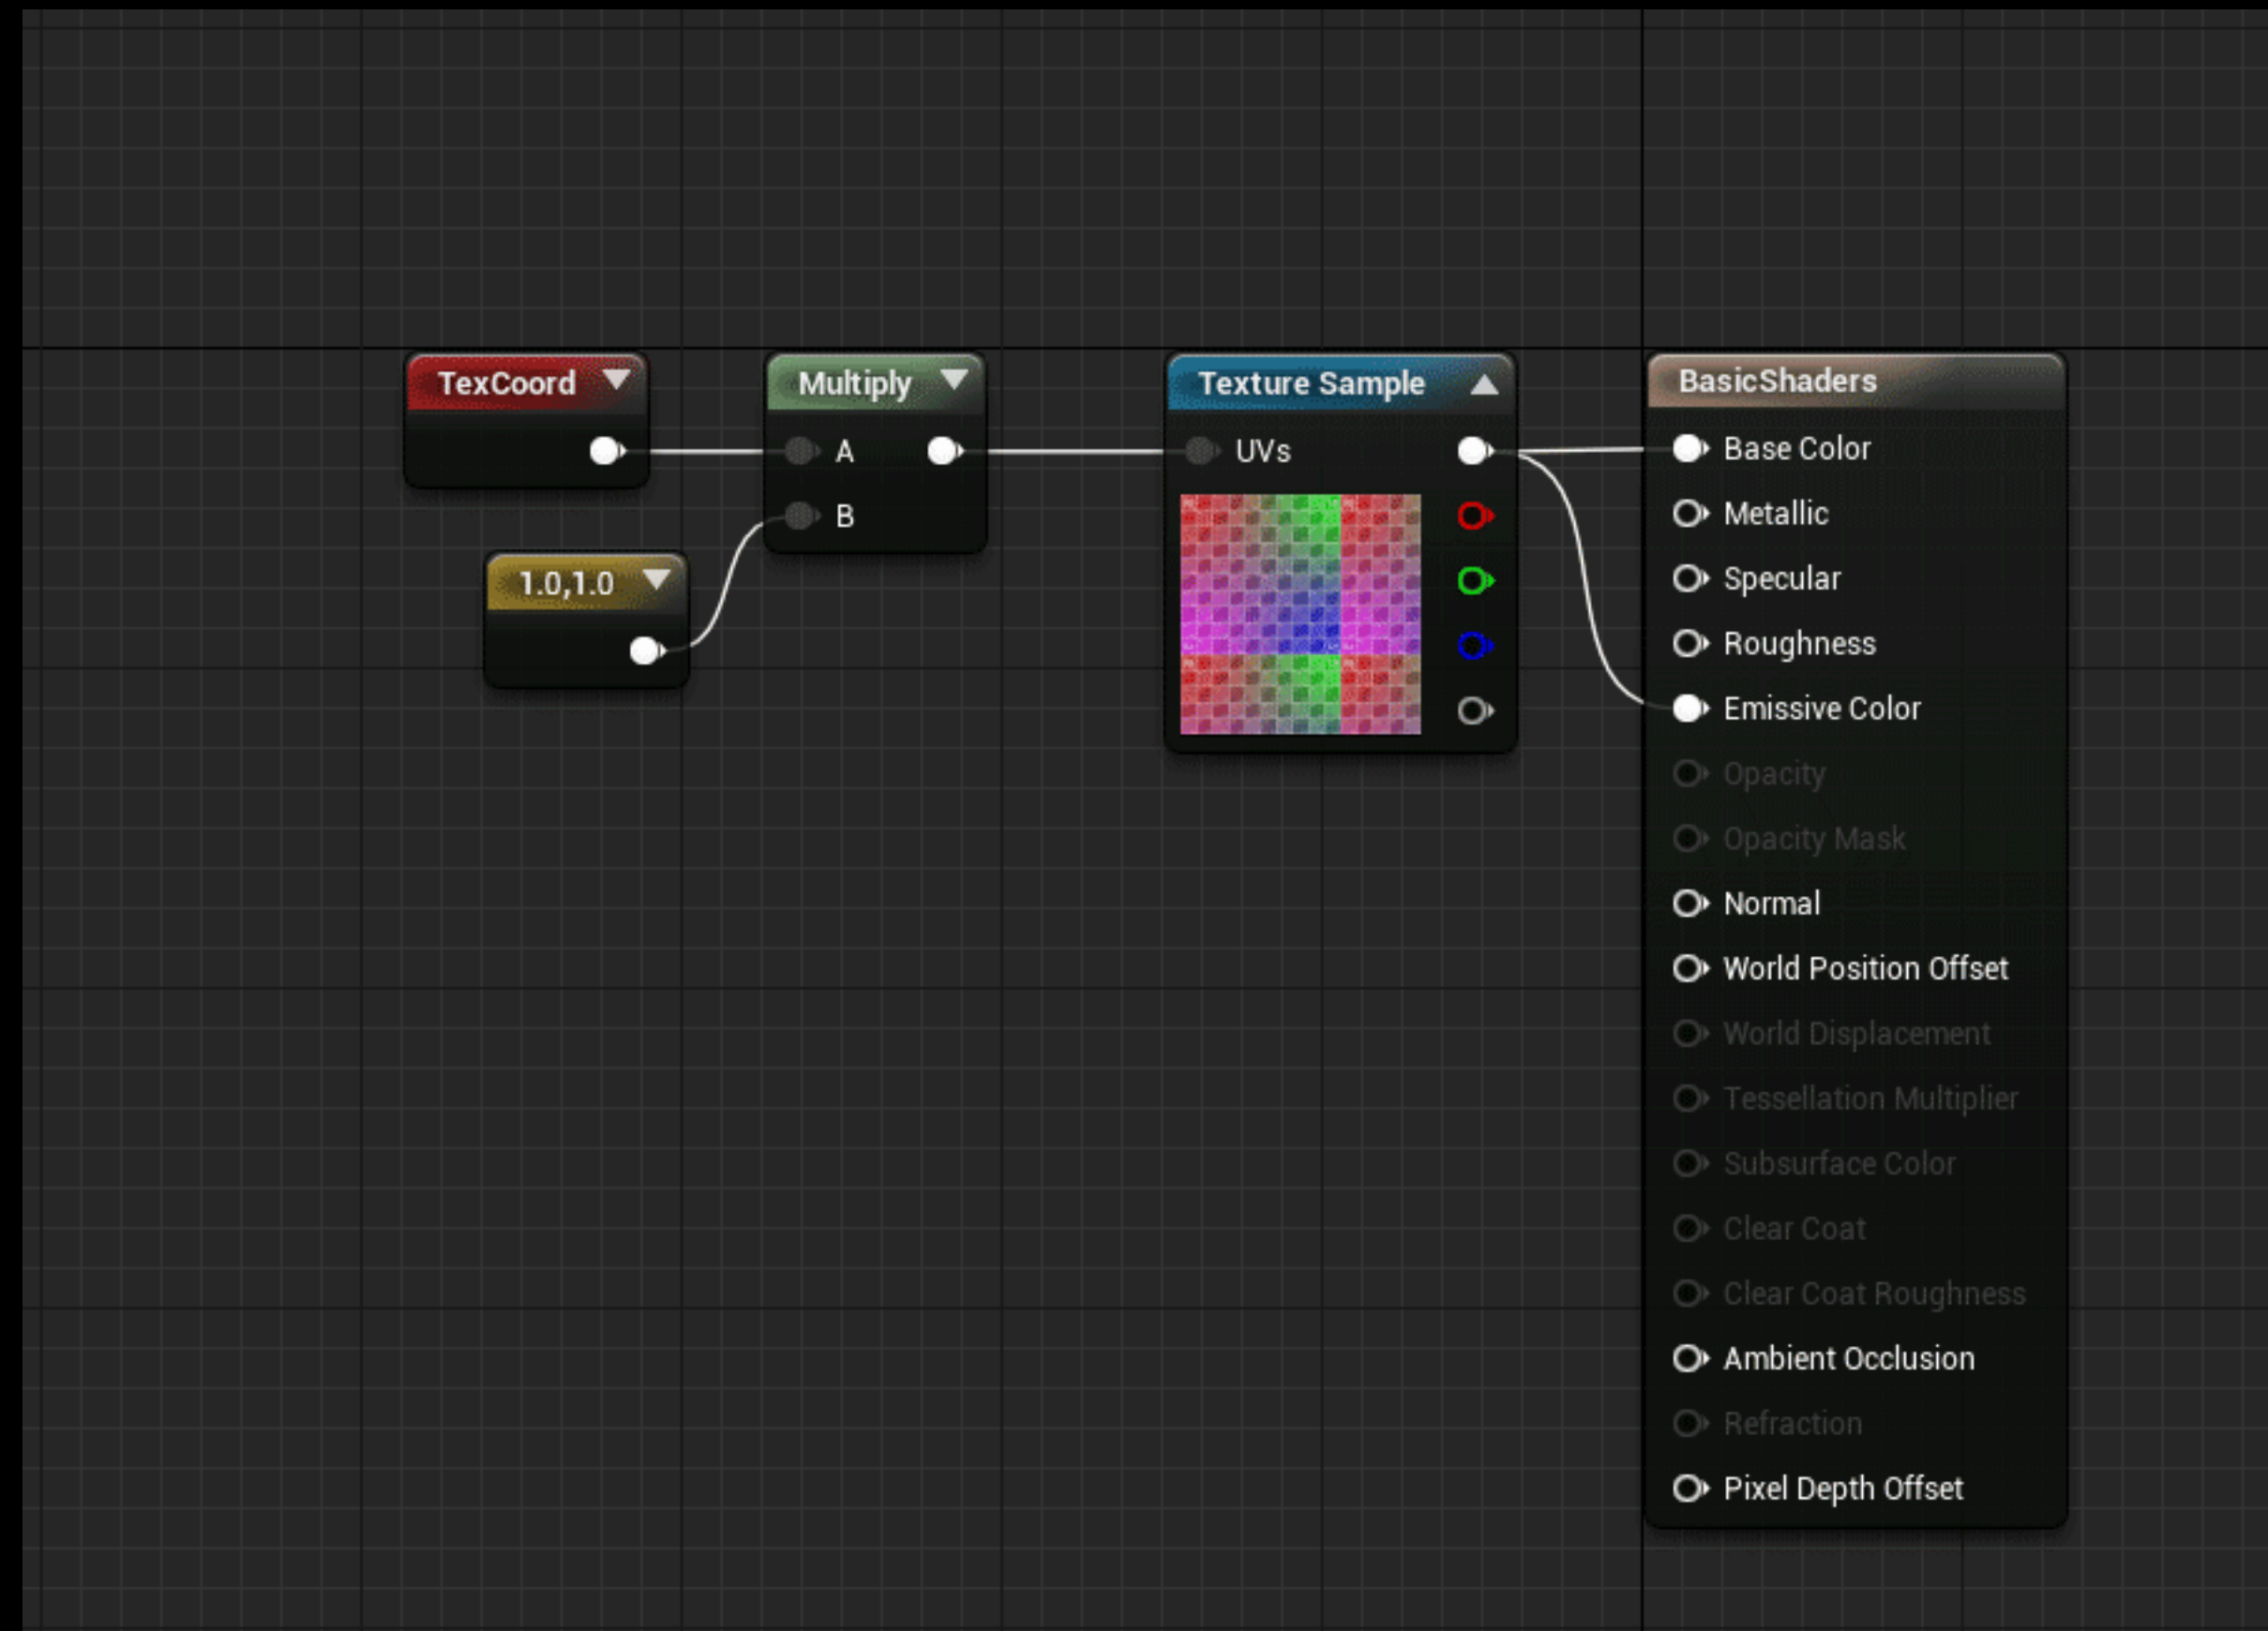 TexCoord
1.0,1.0
Multiply
A
B
Texture Sample
UVs
BasicShaders
Base Color
Metallic
Specular
Roughness
Emissive Color
Opacity
Opacity Mask
Normal
World Position Offset
World Displacement
Tessellation Multiplier
Subsurface Color
Clear Coat
Clear Coat Roughness
Ambient Occlusion
Refraction
Pixel Depth Offset